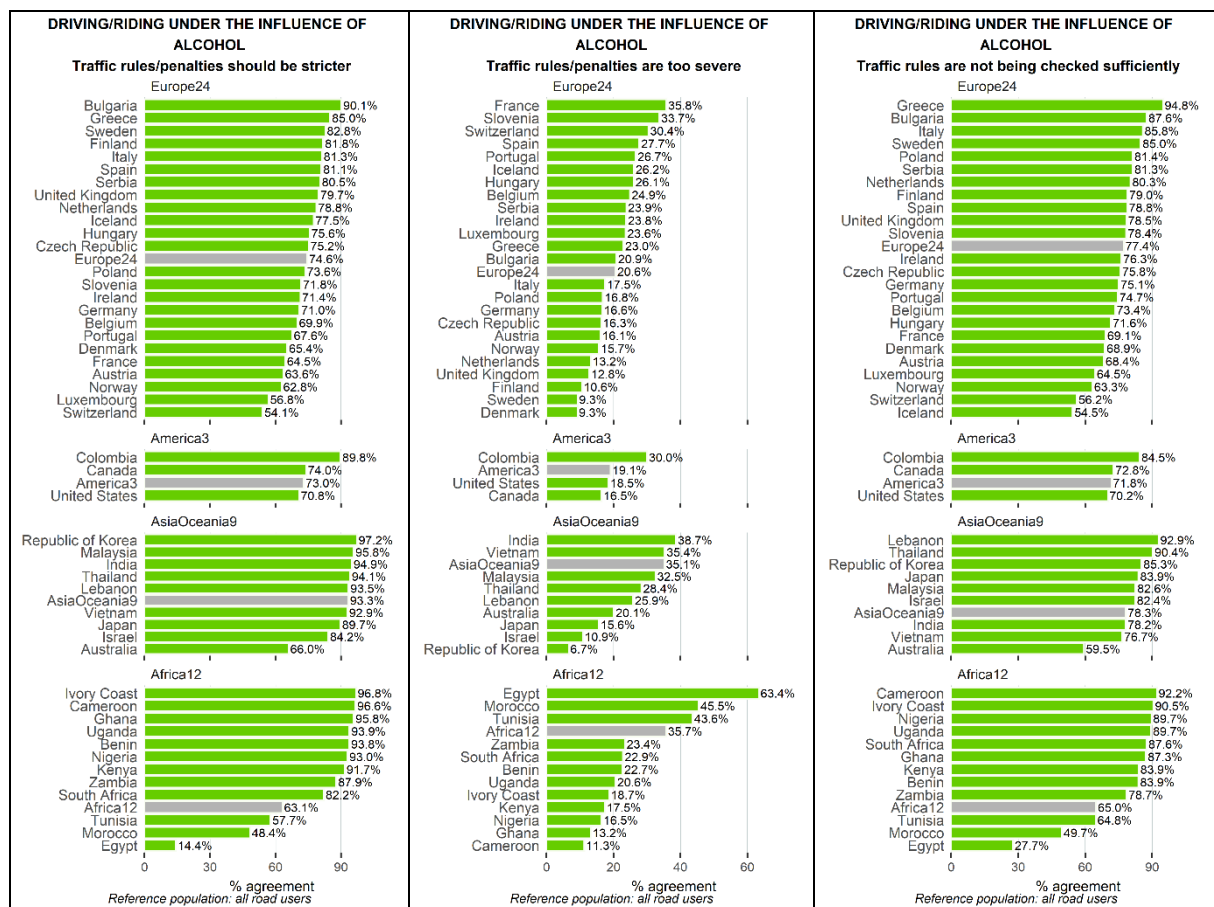 DRIVING/RIDING UNDER THE INFLUENCE OF
ALCOHOL
Traffic rules/penalties should be stricter
Europe24
Bulgaria 90.1%
Greece 85.0%
Sweden 82.8%
Finland 81.8%
Italy 81.3%
Spain 81.1%
Serbia 80.5%
United Kingdom 79.7%
Netherlands 78.8%
Iceland 77.5%
Hungary 75.6%
Czech Republic 75.2%
Europe24 74.6%
Poland 73.6%
Slovenia 71.8%
Ireland 71.4%
Germany 71.0%
Belgium 69.9%
Portugal 67.6%
Denmark 65.4%
France 64.5%
Austria 63.6%
Norway 62.8%
Luxembourg 56.8%
Switzerland 54.1%
America3
Colombia 89.8%
Canada 74.0%
America3 73.0%
United States 70.8%
AsiaOceania9
Republic of Korea 97.2%
Malaysia 95.8%
India 94.9%
Thailand 94.1%
Lebanon 93.5%
AsiaOceania9 93.3%
Vietnam 92.9%
Japan 89.7%
Israel 84.2%
Australia 66.0%
Africa12
Ivory Coast 96.8%
Cameroon 96.6%
Ghana 95.8%
Uganda 93.9%
Benin 93.8%
Nigeria 93.0%
Kenya 91.7%
Zambia 87.9%
South Africa 82.2%
Africa12 63.1%
Tunisia 57.7%
Morocco 48.4%
Egypt 14.4%
0 30 60 90
% agreement
Reference population: all road users
DRIVING/RIDING UNDER THE INFLUENCE OF
ALCOHOL
Traffic rules/penalties are too severe
Europe24
France 35.8%
Slovenia 33.7%
Switzerland 30.4%
Spain 27.7%
Portugal 26.7%
Iceland 26.2%
Hungary 26.1%
Belgium 24.9%
Serbia 23.9%
Ireland 23.8%
Luxembourg 23.6%
Greece 23.0%
Bulgaria 20.9%
Europe24 20.6%
Italy 17.5%
Poland 16.8%
Germany 16.6%
Czech Republic 16.3%
Austria 16.1%
Norway 15.7%
Netherlands 13.2%
United Kingdom 12.8%
Finland 10.6%
Sweden 9.3%
Denmark 9.3%
America3
Colombia 30.0%
America3 19.1%
United States 18.5%
Canada 16.5%
AsiaOceania9
India 38.7%
Vietnam 35.4%
AsiaOceania9 35.1%
Malaysia 32.5%
Thailand 28.4%
Lebanon 25.9%
Australia 20.1%
Japan 15.6%
Israel 10.9%
Republic of Korea 6.7%
Africa12
Egypt 63.4%
Morocco 45.5%
Tunisia 43.6%
Africa12 35.7%
Zambia 23.4%
South Africa 22.9%
Benin 22.7%
Uganda 20.6%
Ivory Coast 18.7%
Kenya 17.5%
Nigeria 16.5%
Ghana 13.2%
Cameroon 11.3%
0 20 40 60
% agreement
Reference population: all road users
DRIVING/RIDING UNDER THE INFLUENCE OF
ALCOHOL
Traffic rules are not being checked sufficiently
Europe24
Greece 94.8%
Bulgaria 87.6%
Italy 85.8%
Sweden 85.0%
Poland 81.4%
Serbia 81.3%
Netherlands 80.3%
Finland 79.0%
Spain 78.8%
United Kingdom 78.5%
Slovenia 78.4%
Europe24 77.4%
Ireland 76.3%
Czech Republic 75.8%
Germany 75.1%
Portugal 74.7%
Belgium 73.4%
Hungary 71.6%
France 69.1%
Denmark 68.9%
Austria 68.4%
Luxembourg 64.5%
Norway 63.3%
Switzerland 56.2%
Iceland 54.5%
America3
Colombia 84.5%
Canada 72.8%
America3 71.8%
United States 70.2%
AsiaOceania9
Lebanon 92.9%
Thailand 90.4%
Republic of Korea 85.3%
Japan 83.9%
Malaysia 82.6%
Israel 82.4%
AsiaOceania9 78.3%
India 78.2%
Vietnam 76.7%
Australia 59.5%
Africa12
Cameroon 92.2%
Ivory Coast 90.5%
Nigeria 89.7%
Uganda 89.7%
South Africa 87.6%
Ghana 87.3%
Kenya 83.9%
Benin 83.9%
Zambia 78.7%
Africa12 65.0%
Tunisia 64.8%
Morocco 49.7%
Egypt 27.7%
0 30 60 90
% agreement
Reference population: all road users